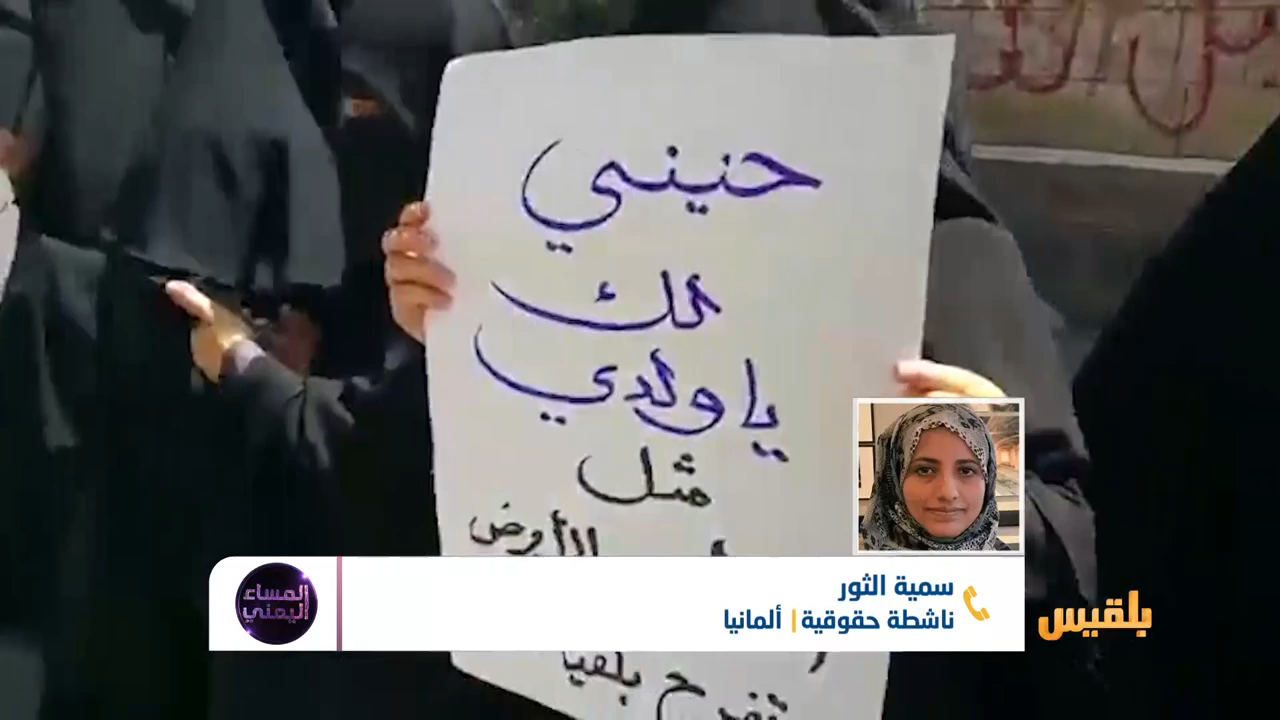 حنيني
لك
يا ولدي
مثل
الأرض
سمية الثور
ناشطة حقوقية | ألمانيا
المساء
اليمني
بلقيس